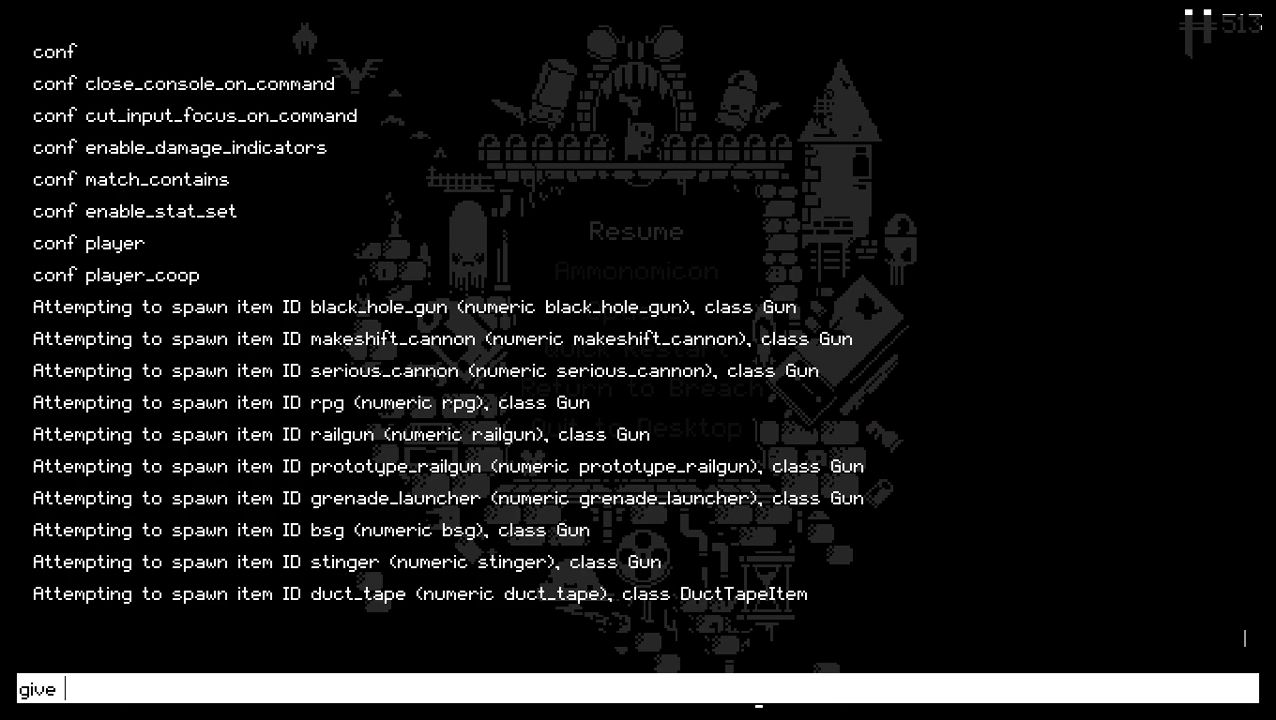 513
conf
conf close_console_on_command
conf cut_input_focus_on_command
conf enable_damage_indicators
conf match_contains
conf enable_stat_set
conf player
Resume
conf player_coop
Ammonomicon
Attempting to spawn item ID black_hole_gun (numeric black_hole_gun), class Gun
Attempting to spawn item ID makeshift_cannon (numeric makeshift_cannon), class Gun
Quick Restart
Attempting to spawn item ID serious_cannon (numeric serious_cannon), class Gun
Return to Breach
Attempting to spawn item ID rpg (numeric rpg), class Gun
Attempting to spawn item ID railgun (numeric railgun), class Gun
Quit to Desktop
Attempting to spawn item ID prototype_railgun (numeric prototype_railgun), class Gun
Attempting to spawn item ID grenade_launcher (numeric grenade_launcher), class Gun
Attempting to spawn item ID bsg (numeric bsg), class Gun
Attempting to spawn item ID stinger (numeric stinger), class Gun
Attempting to spawn item ID duct_tape (numeric duct_tape), class DuctTapeItem
give